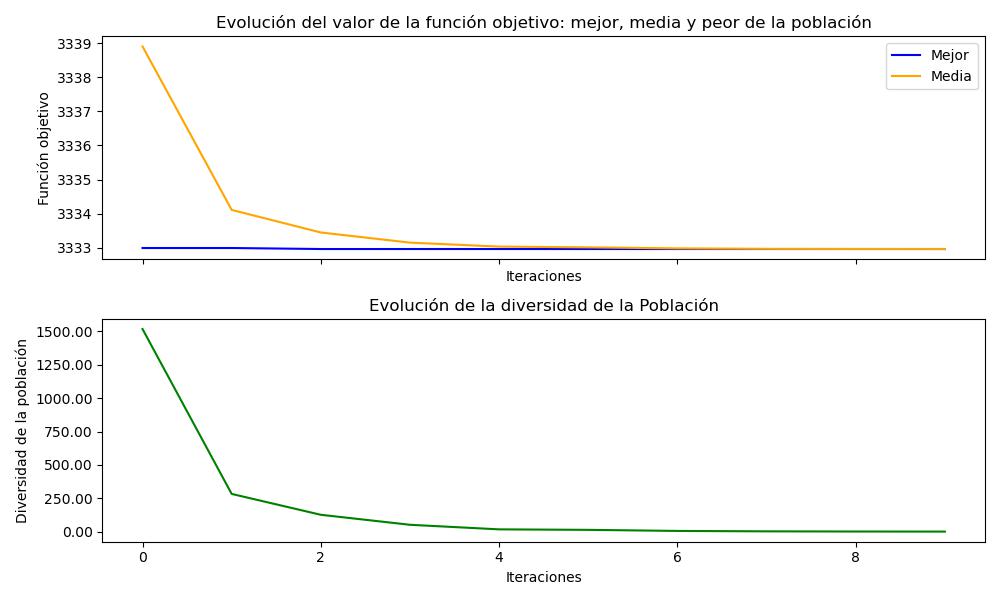 Evolución del valor de la función objetivo: mejor, media y peor de la población
Función objetivo
3339
3338
3337
3336
3335
3334
3333
Mejor
Media
Iteraciones
Evolución de la diversidad de la Población
Diversidad de la población
1500.00
1250.00
1000.00
750.00
500.00
250.00
0.00
0 2 4 6 8
Iteraciones